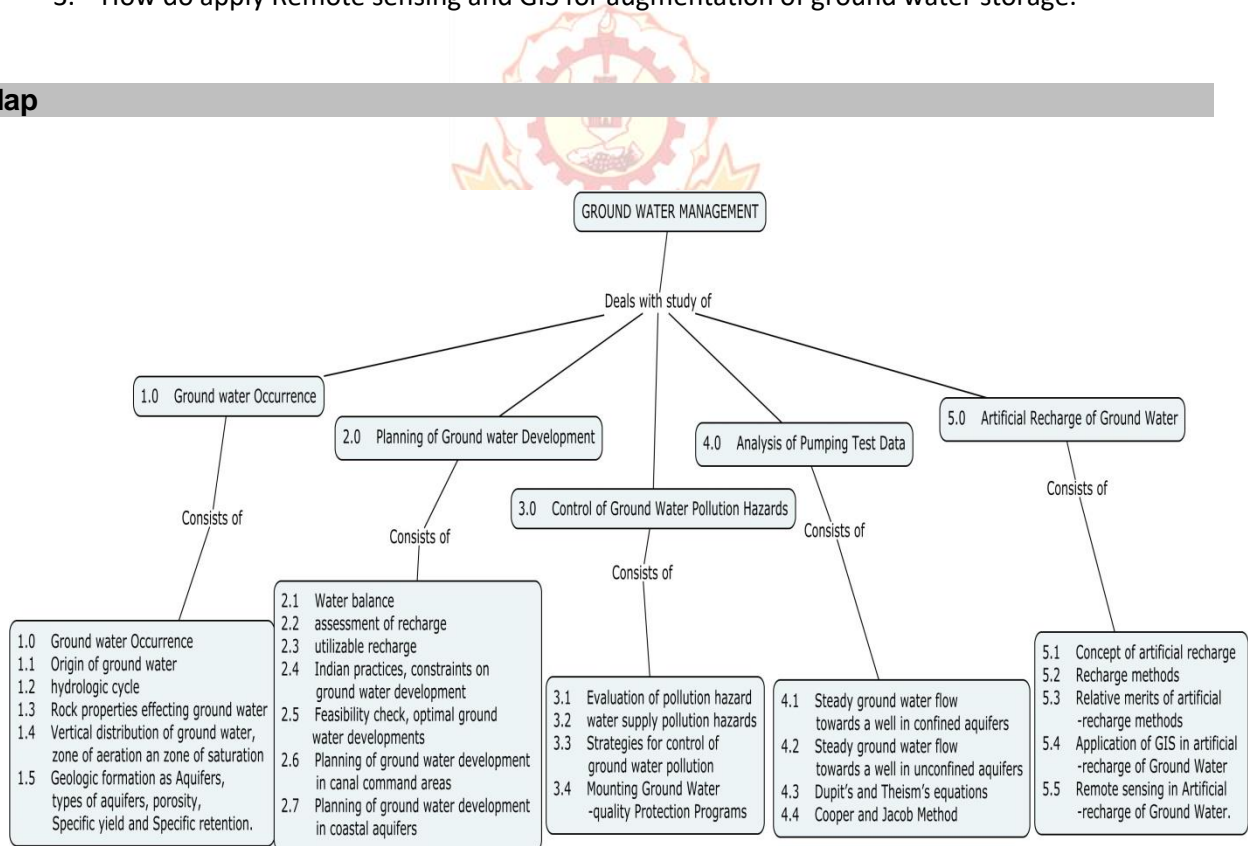 How do apply Remote sensing and GIS for augmentation of ground water storage.
Map
GROUND WATER MANAGEMENT
Deals with study of
1.0 Ground water Occurrence
2.0 Planning of Ground water Development
3.0 Control of Ground Water Pollution Hazards
4.0 Analysis of Pumping Test Data
5.0 Artificial Recharge of Ground Water
Consists of
Consists of
Consists of
Consists of
Consists of
1.0 Ground water Occurrence
1.1 Origin of ground water
1.2 hydrologic cycle
1.3 Rock properties effecting ground water
1.4 Vertical distribution of ground water,
zone of aeration an zone of saturation
1.5 Geologic formation as Aquifers,
types of aquifers, porosity,
Specific yield and Specific retention.
2.1 Water balance
2.2 assessment of recharge
2.3 utilizable recharge
2.4 Indian practices, constraints on
ground water development
2.5 Feasibility check, optimal ground
water developments
2.6 Planning of ground water development
in canal command areas
2.7 Planning of ground water development
in coastal aquifers
3.1 Evaluation of pollution hazard
3.2 water supply pollution hazards
3.3 Strategies for control of
ground water pollution
3.4 Mounting Ground Water
-quality Protection Programs
4.1 Steady ground water flow
towards a well in confined aquifers
4.2 Steady ground water flow
towards a well in unconfined aquifers
4.3 Dupit's and Theism's equations
4.4 Cooper and Jacob Method
5.1 Concept of artificial recharge
5.2 Recharge methods
5.3 Relative merits of artificial
-recharge methods
5.4 Application of GIS in artificial
-recharge of Ground Water
5.5 Remote sensing in Artificial
-recharge of Ground Water.